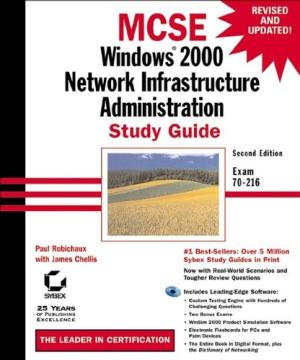 REVISED
AND
UPDATED!
MCSE
Windows® 2000
Network Infrastructure
Administration
Study Guide
Second Edition
Exam
70-216
Paul Robichaux
with James Chellis
#1 Best-Sellers: Over 5 Million
Sybex Study Guides in Print
Now with Real-World Scenarios and
Tougher Review Questions
SYBEX
25 YEARS
OF PUBLISHING
EXCELLENCE
Includes Leading-Edge Software:
• Custom Testing Engine with Hundreds of
Challenging Questions
• Two Bonus Exams
• WinSim 2000 Product Simulation Software
• Electronic Flashcards for PCs and
Palm Devices
• The Entire Book in Digital Format, plus
the Dictionary of Networking
THE LEADER IN CERTIFICATION